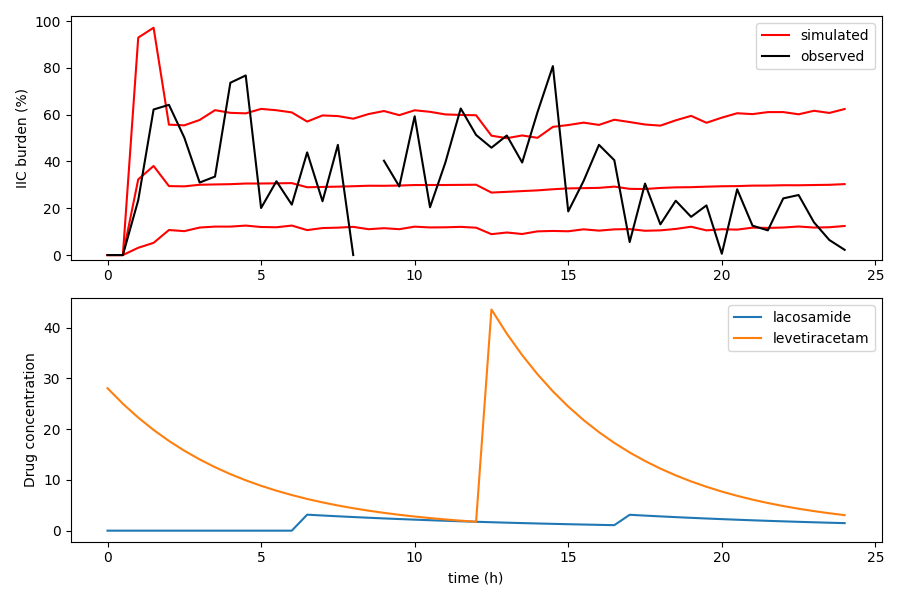 100
80
60
40
20
0
IIC burden (%)
simulated
observed
0 5 10 15 20 25
40
30
20
10
0
Drug concentration
lacosamide
levetiracetam
0 5 10 15 20 25
time (h)